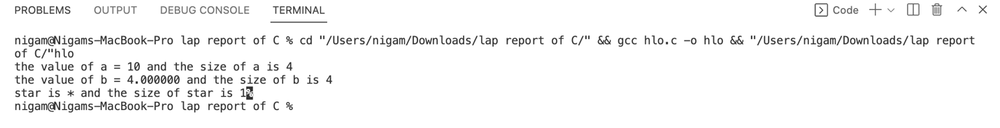 PROBLEMS OUTPUT DEBUG CONSOLE TERMINAL Code
nigam@Nigams-MacBook-Pro lap report of C % cd "/Users/nigam/Downloads/lap report of C/" && gcc hlo.c -o hlo && "/Users/nigam/Downloads/lap report
of C/"hlo
the value of a = 10 and the size of a is 4
the value of b = 4.000000 and the size of b is 4
star is * and the size of star is 1%
nigam@Nigams-MacBook-Pro lap report of C %